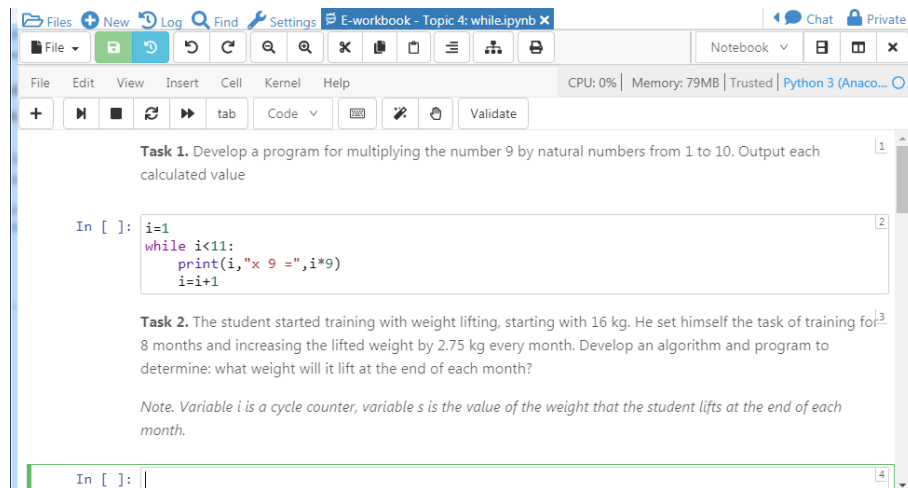 Files New Log Find Settings E-workbook - Topic 4: while.ipynb Chat Private
File Notebook
File Edit View Insert Cell Kernel Help CPU: 0% | Memory: 79MB | Trusted | Python 3 (Anaco...
tab Code Validate
Task 1. Develop a program for multiplying the number 9 by natural numbers from 1 to 10. Output each 1
calculated value
In [ ]: i=1 2
while i<11:
    print(i,"x 9 =",i*9)
    i=i+1
Task 2. The student started training with weight lifting, starting with 16 kg. He set himself the task of training for 3
8 months and increasing the lifted weight by 2.75 kg every month. Develop an algorithm and program to
determine: what weight will it lift at the end of each month?
Note. Variable i is a cycle counter, variable s is the value of the weight that the student lifts at the end of each
month.
In [ ]: 4